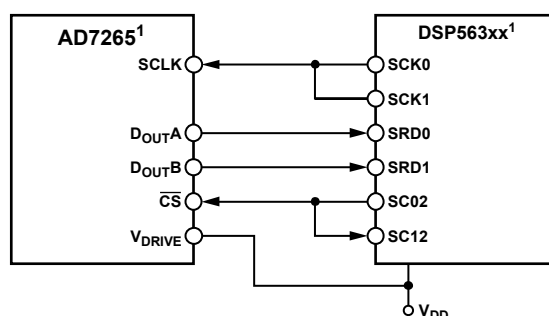 AD7265¹
DSP563xx¹
SCLK
SCK0
SCK1
DOUTA
SRD0
DOUTB
SRD1
CS
SC02
VDRIVE
SC12
VDD